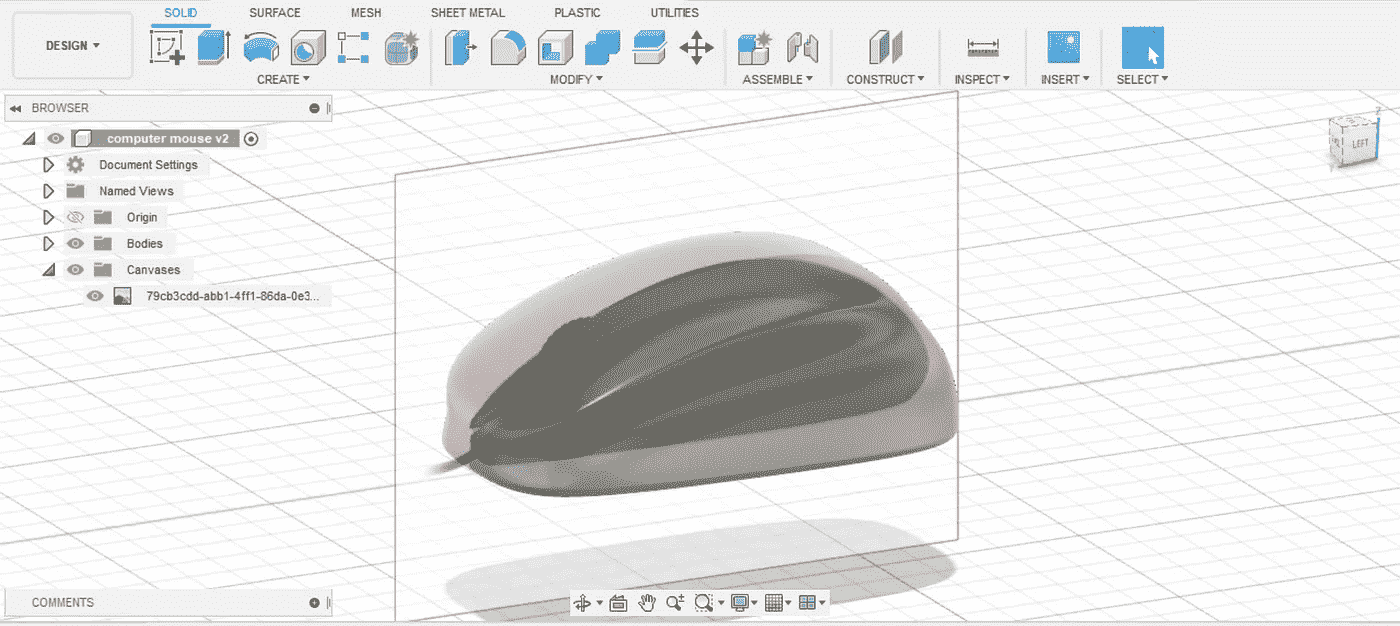 SOLID SURFACE MESH SHEET METAL PLASTIC UTILITIES
DESIGN
CREATE MODIFY ASSEMBLE CONSTRUCT INSPECT INSERT SELECT
BROWSER
computer mouse v2
Document Settings
Named Views
Origin
Bodies
Canvases
79cb3cdd-abb1-4ff1-86da-0e3...
Z
LEFT
COMMENTS